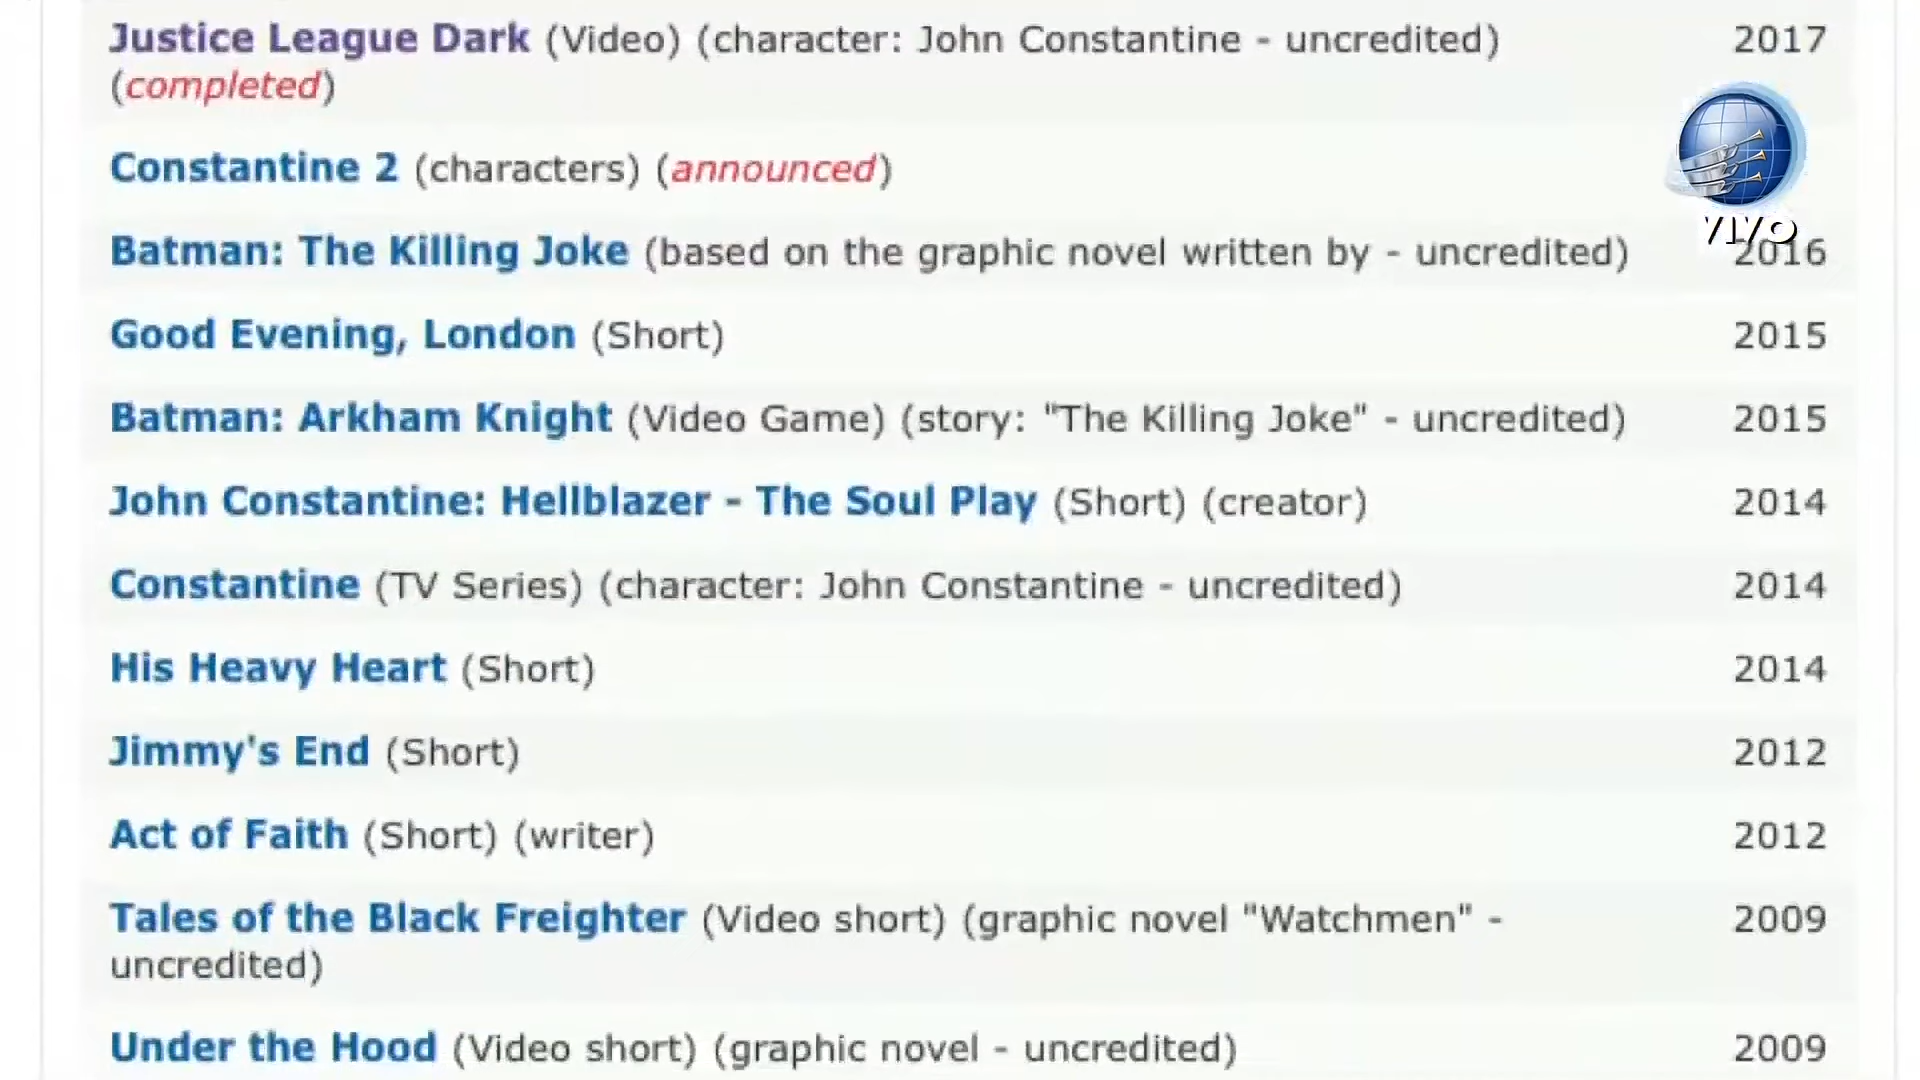 Justice League Dark (Video) (character: John Constantine - uncredited) 2017
(completed)
Constantine 2 (characters) (announced)
VIVO
Batman: The Killing Joke (based on the graphic novel written by - uncredited) 2016
Good Evening, London (Short) 2015
Batman: Arkham Knight (Video Game) (story: "The Killing Joke" - uncredited) 2015
John Constantine: Hellblazer - The Soul Play (Short) (creator) 2014
Constantine (TV Series) (character: John Constantine - uncredited) 2014
His Heavy Heart (Short) 2014
Jimmy's End (Short) 2012
Act of Faith (Short) (writer) 2012
Tales of the Black Freighter (Video short) (graphic novel "Watchmen" - 2009
uncredited)
Under the Hood (Video short) (graphic novel - uncredited) 2009